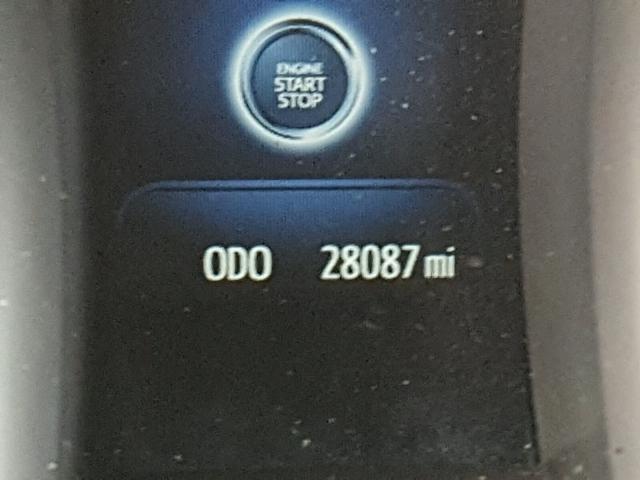 ENGINE
START
STOP
ODO 28087 mi